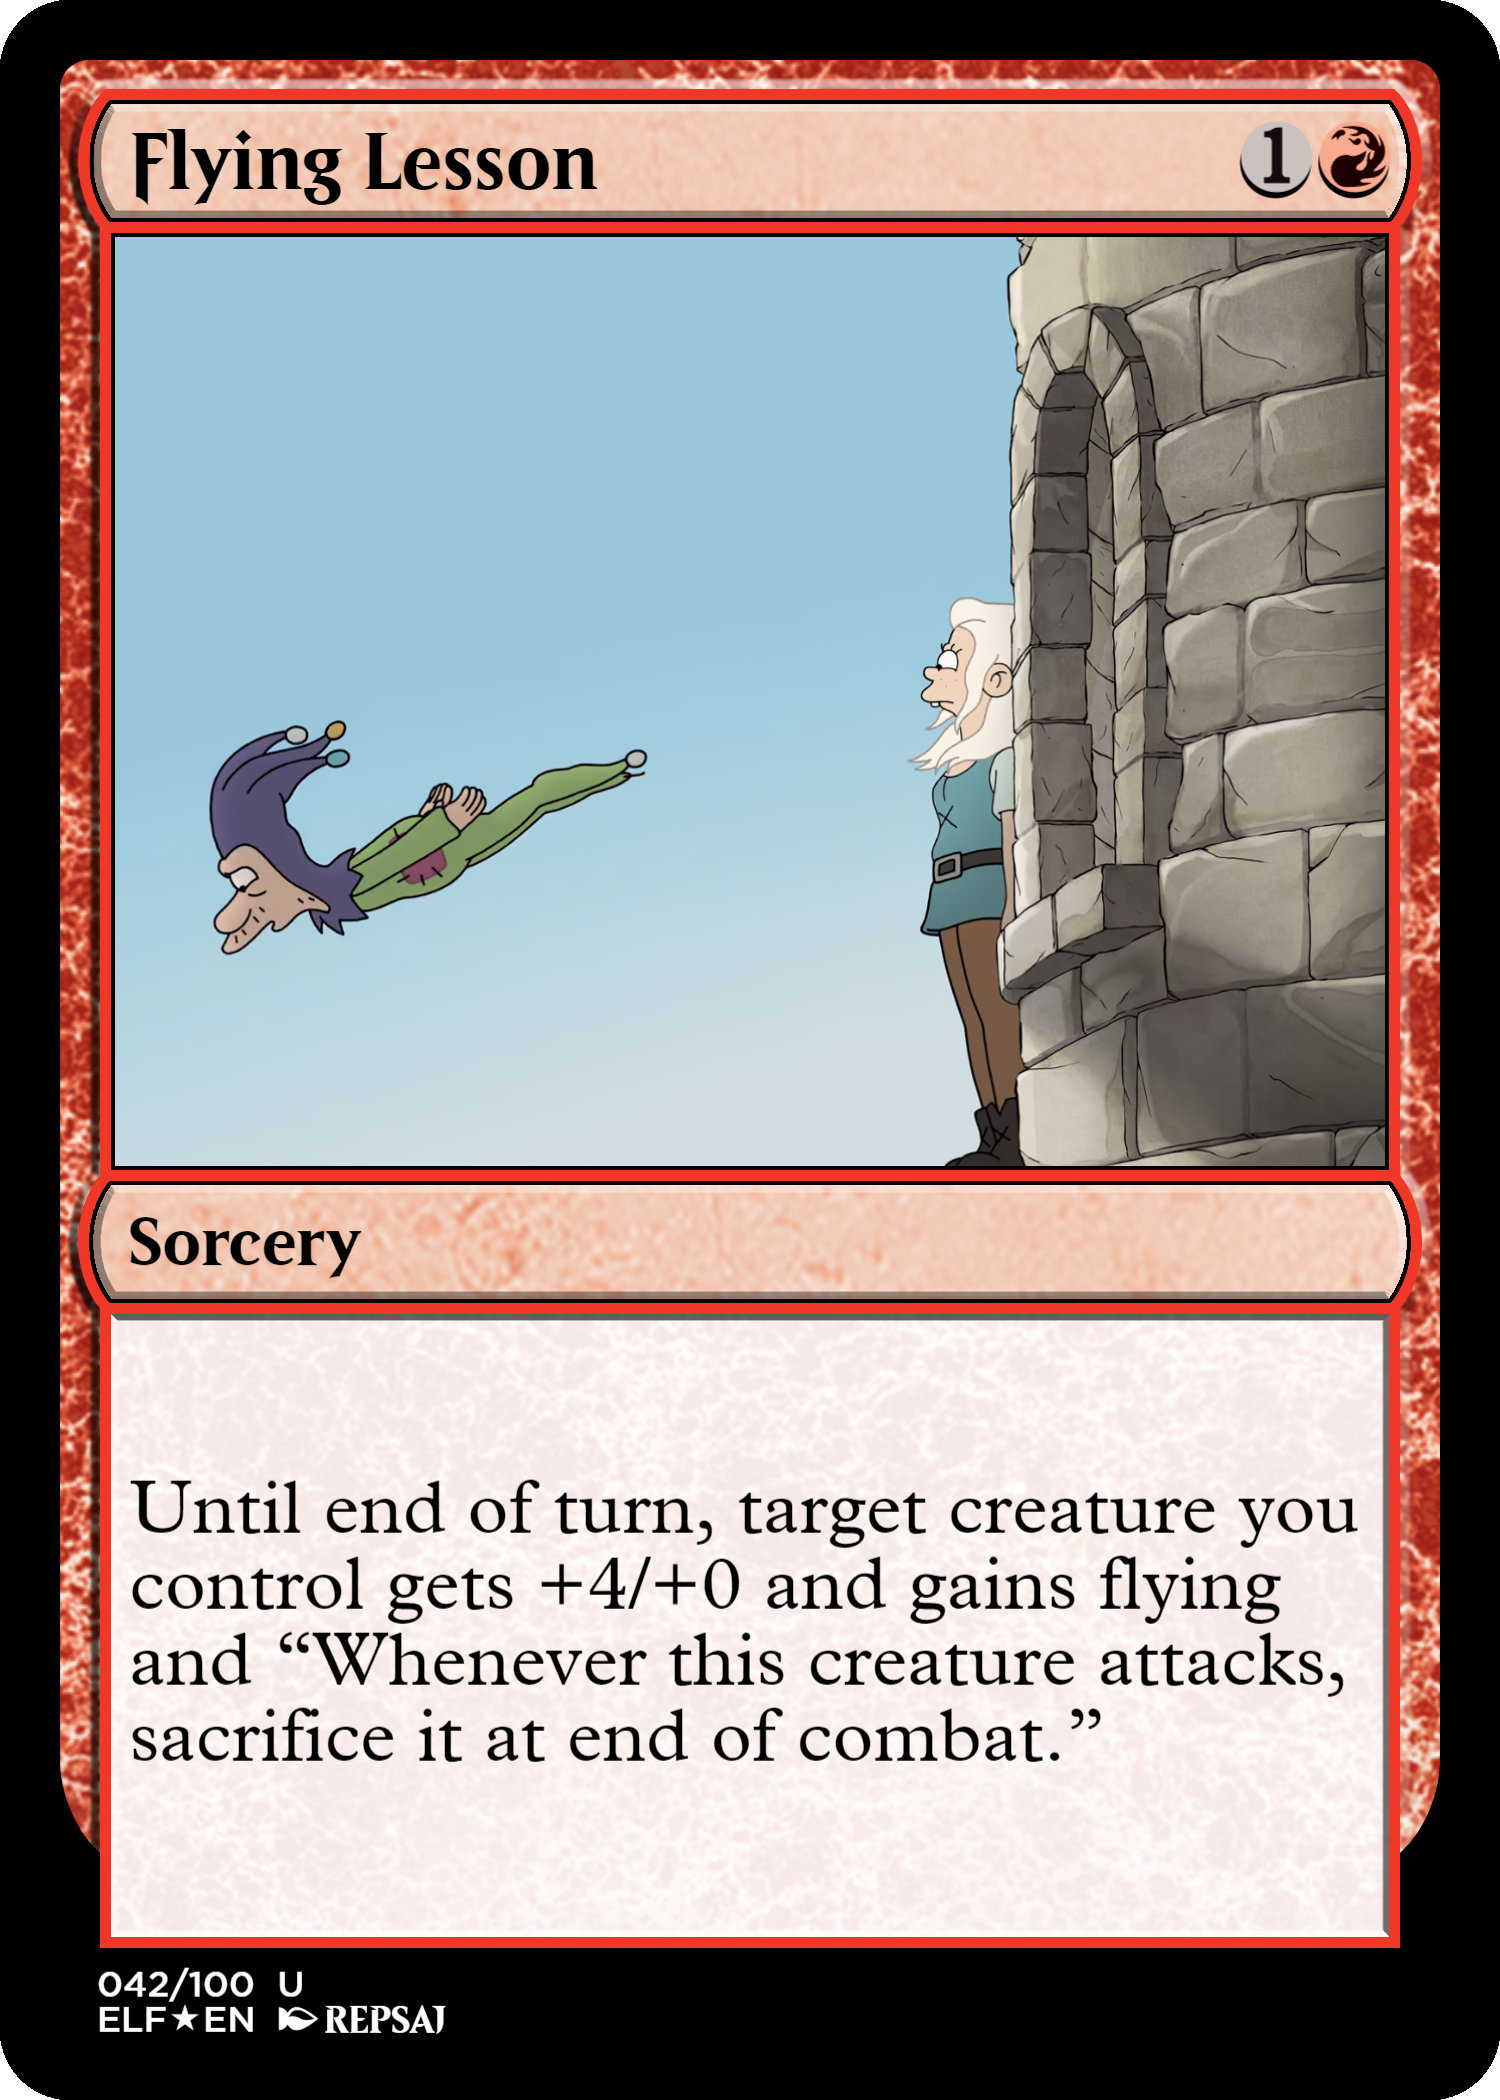 Flying Lesson 1
Sorcery
Until end of turn, target creature you
control gets +4/+0 and gains flying
and “Whenever this creature attacks,
sacrifice it at end of combat.”
042/100 U
ELF★EN REPSAJ